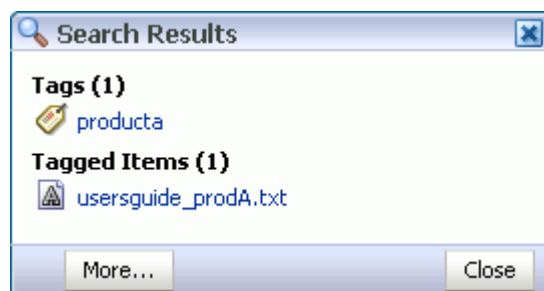 Search Results
Tags (1)
producta
Tagged Items (1)
usersguide_prodA.txt
More... Close